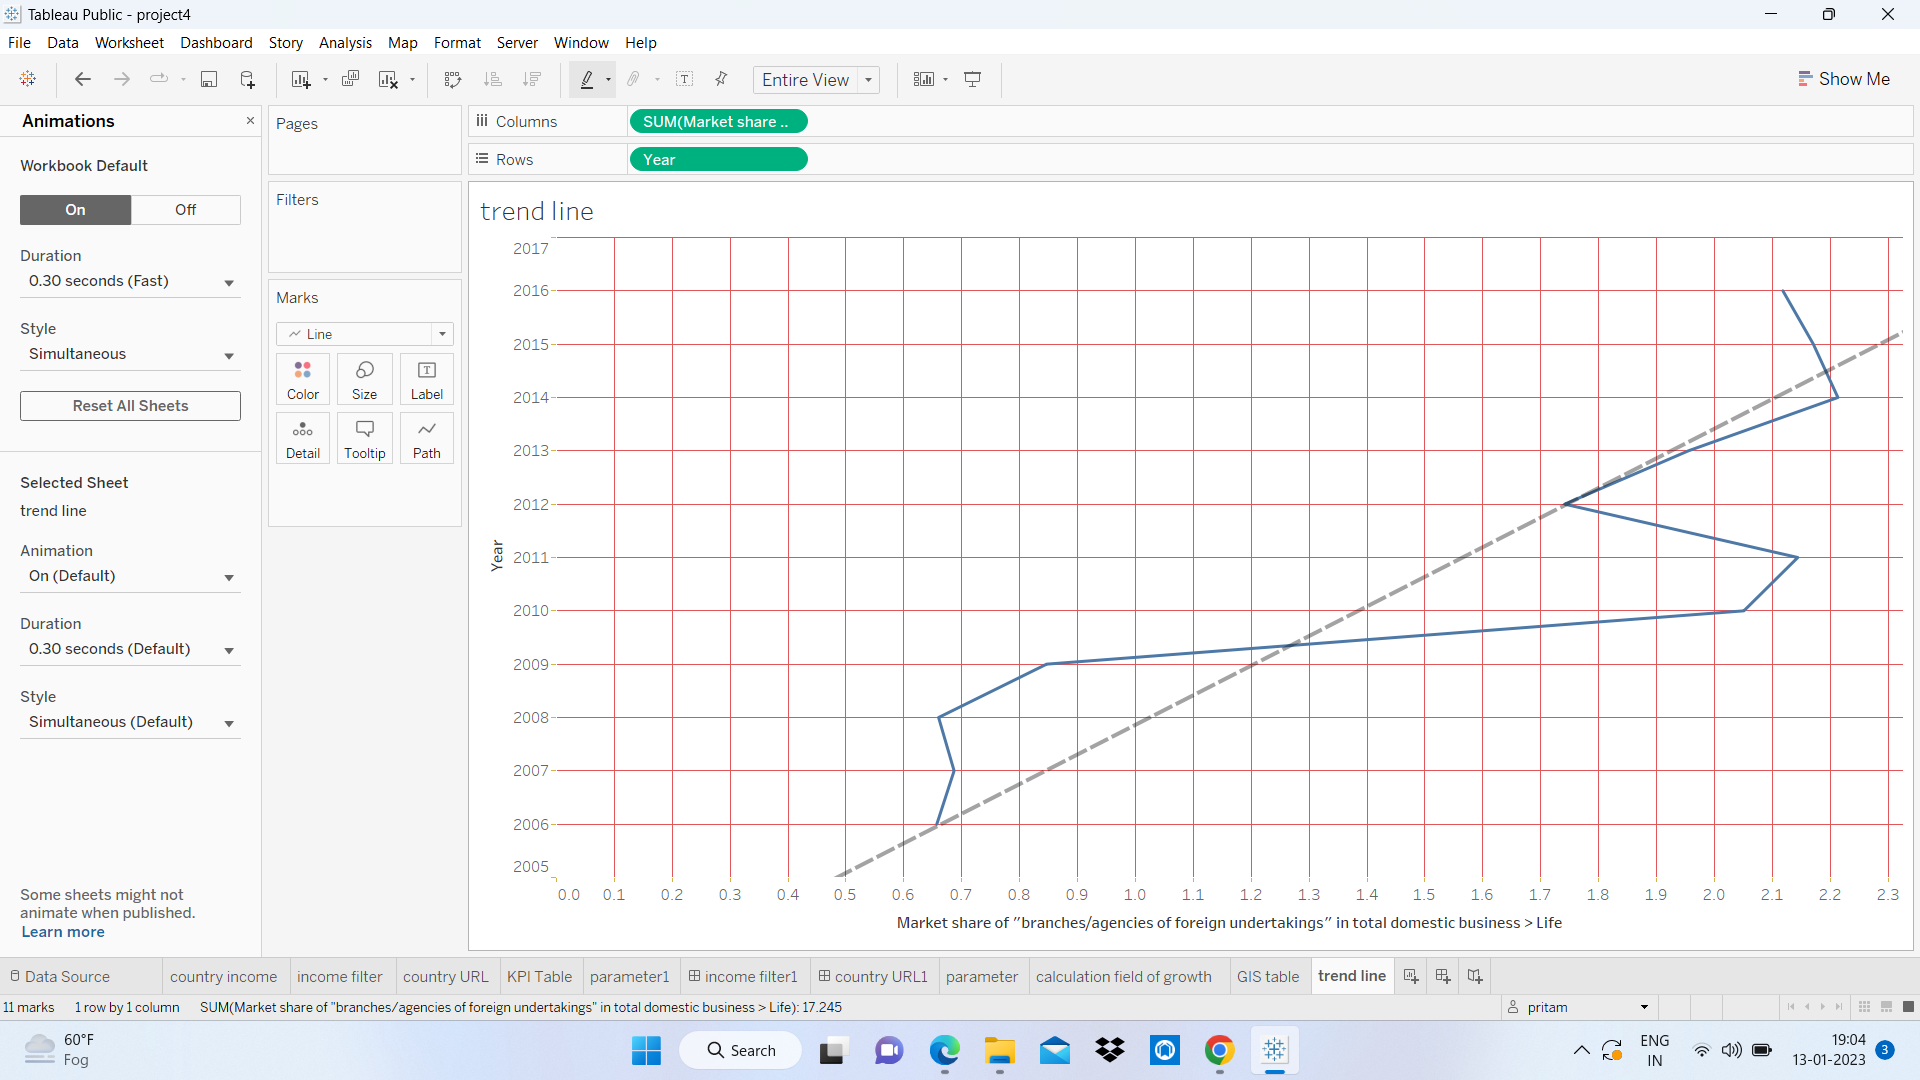 Tableau Public - project4
File Data Worksheet Dashboard Story Analysis Map Format Server Window Help
Entire View
Show Me
Animations
Workbook Default
On Off
Duration
0.30 seconds (Fast)
Style
Simultaneous
Reset All Sheets
Selected Sheet
trend line
Animation
On (Default)
Duration
0.30 seconds (Default)
Style
Simultaneous (Default)
Some sheets might not
animate when published.
Learn more
Pages
Filters
Marks
Line
Color Size Label
Detail Tooltip Path
Columns SUM(Market share ..
Rows Year
trend line
2017
2016
2015
2014
2013
2012
2011
2010
2009
2008
2007
2006
2005
Year
0.0 0.1 0.2 0.3 0.4 0.5 0.6 0.7 0.8 0.9 1.0 1.1 1.2 1.3 1.4 1.5 1.6 1.7 1.8 1.9 2.0 2.1 2.2 2.3
Market share of "branches/agencies of foreign undertakings" in total domestic business > Life
Data Source country income income filter country URL KPI Table parameter1 income filter1 country URL1 parameter calculation field of growth GIS table trend line
11 marks 1 row by 1 column SUM(Market share of "branches/agencies of foreign undertakings" in total domestic business > Life): 17.245
pritam
60°F
Fog
Search
ENG
IN
19:04
13-01-2023
3